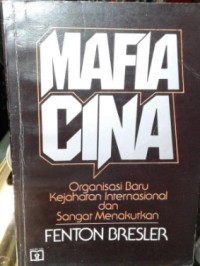 MAFIA
CINA
Organisasi Baru
Kejahatan Internasional
dan
Sangat Menakutkan
FENTON BRESLER